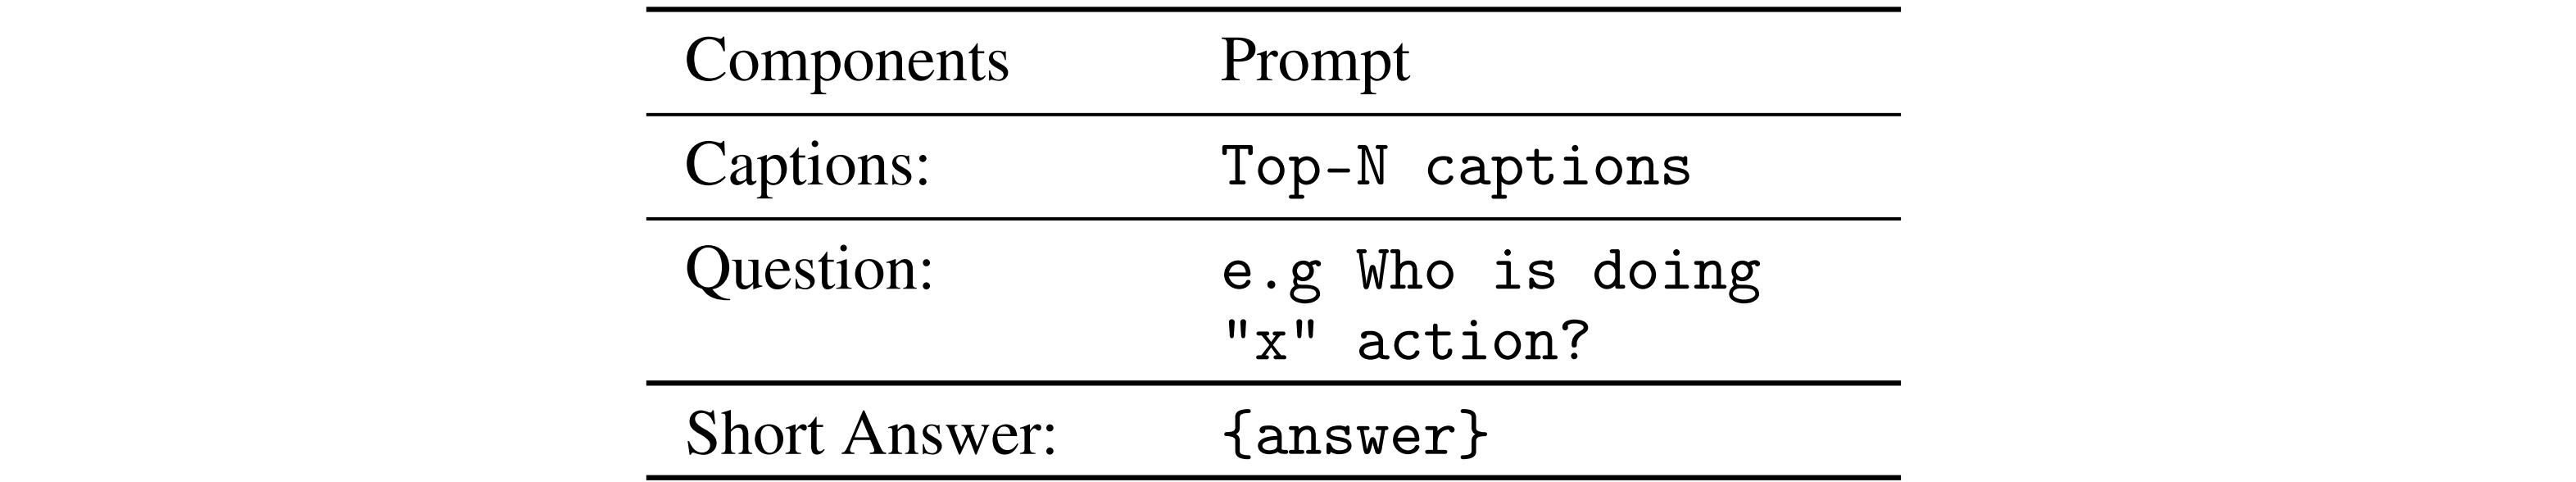 Components Prompt
Captions: Top-N captions
Question: e.g Who is doing
"x" action?
Short Answer: {answer}